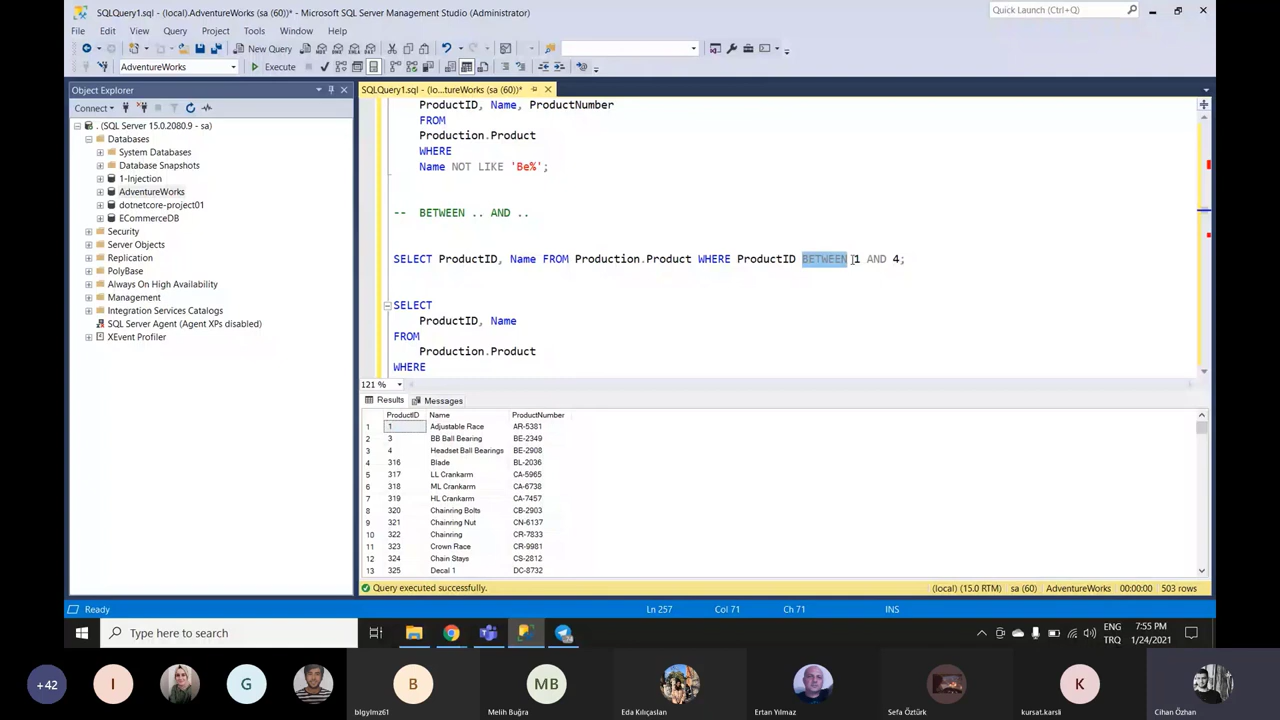 SQLQuery1.sql - (local).AdventureWorks (sa (60))* - Microsoft SQL Server Management Studio (Administrator)
Quick Launch (Ctrl+Q)
File Edit View Query Project Tools Window Help
New Query
AdventureWorks
Execute
Object Explorer
SQLQuery1.sql - (lo...tureWorks (sa (60))*
Connect
. (SQL Server 15.0.2080.9 - sa)
Databases
System Databases
Database Snapshots
1-Injection
AdventureWorks
dotnetcore-project01
ECommerceDB
Security
Server Objects
Replication
PolyBase
Always On High Availability
Management
Integration Services Catalogs
SQL Server Agent (Agent XPs disabled)
XEvent Profiler
ProductID, Name, ProductNumber
FROM
Production.Product
WHERE
Name NOT LIKE 'Be%';
-- BETWEEN .. AND ..
SELECT ProductID, Name FROM Production.Product WHERE ProductID BETWEEN 1 AND 4;
SELECT
ProductID, Name
FROM
Production.Product
WHERE
121 %
Results Messages
ProductID Name ProductNumber
1 1 Adjustable Race AR-5381
2 3 BB Ball Bearing BE-2349
3 4 Headset Ball Bearings BE-2908
4 316 Blade BL-2036
5 317 LL Crankarm CA-5965
6 318 ML Crankarm CA-6738
7 319 HL Crankarm CA-7457
8 320 Chainring Bolts CB-2903
9 321 Chainring Nut CN-6137
10 322 Chainring CR-7833
11 323 Crown Race CR-9981
12 324 Chain Stays CS-2812
13 325 Decal 1 DC-8732
Query executed successfully.
(local) (15.0 RTM) sa (60) AdventureWorks 00:00:00 503 rows
Ready
Ln 257 Col 71 Ch 71 INS
Type here to search
ENG
TRQ
7:55 PM
1/24/2021
+42
I
G
B
blgylmz61
MB
Melih Buğra
Eda Kılıçaslan
Ertan Yılmaz
Sefa Öztürk
K
kursat.karsli
Cihan Özhan